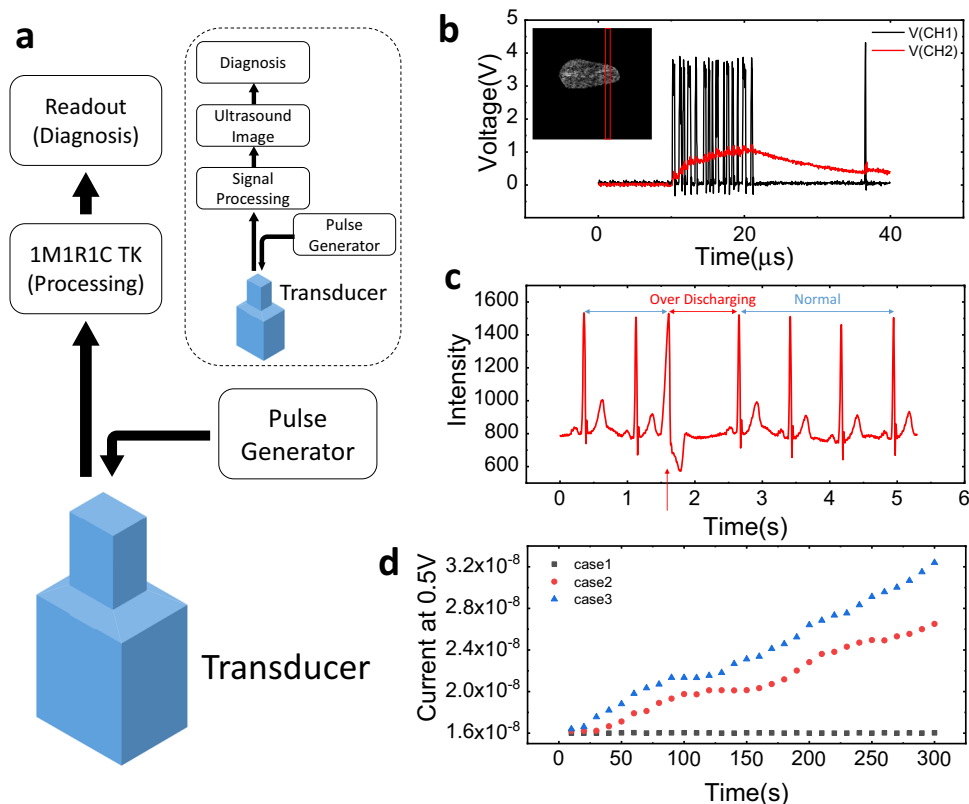 a
Readout
(Diagnosis)
1M1R1C TK
(Processing)
Pulse
Generator
Transducer
Diagnosis
Ultrasound
Image
Signal
Processing
Pulse
Generator
Transducer
b
5
4
3
2
1
0
Voltage(V)
V(CH1)
V(CH2)
0 20 40
Time(μs)
c
1600
1400
1200
1000
800
600
Intensity
Over Discharging
Normal
0 1 2 3 4 5 6
Time(s)
d
3.2x10⁻⁸
2.8x10⁻⁸
2.4x10⁻⁸
2.0x10⁻⁸
1.6x10⁻⁸
Current at 0.5V
case1
case2
case3
0 50 100 150 200 250 300
Time(s)